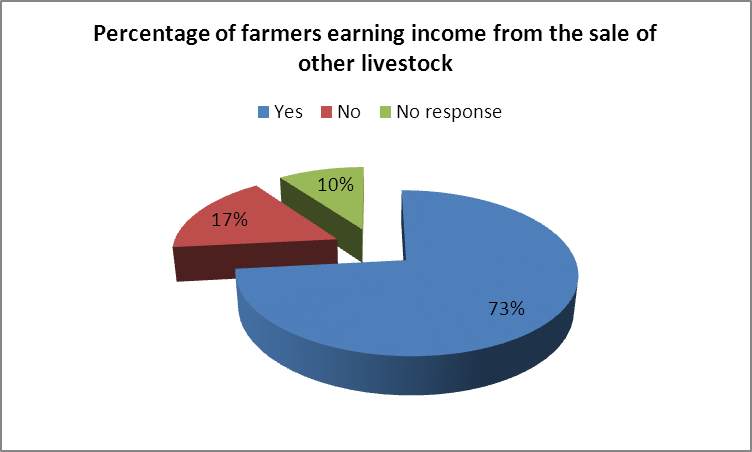 Percentage of farmers earning income from the sale of
other livestock
Yes No No response
10%
17%
73%